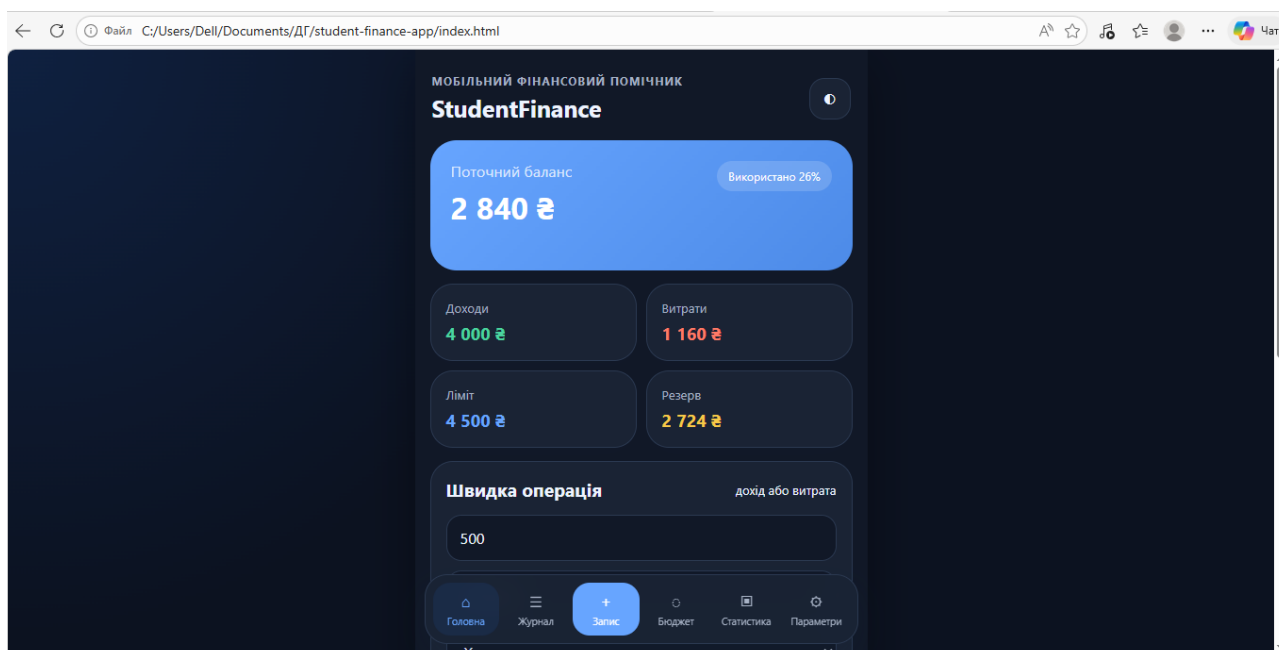 Файл C:/Users/Dell/Documents/ДГ/student-finance-app/index.html
Чат
МОБІЛЬНИЙ ФІНАНСОВИЙ ПОМІЧНИК
StudentFinance
Поточний баланс
Використано 26%
2 840 ₴
Доходи
4 000 ₴
Витрати
1 160 ₴
Ліміт
4 500 ₴
Резерв
2 724 ₴
Швидка операція
дохід або витрата
500
Головна
Журнал
+
Запис
Бюджет
Статистика
Параметри